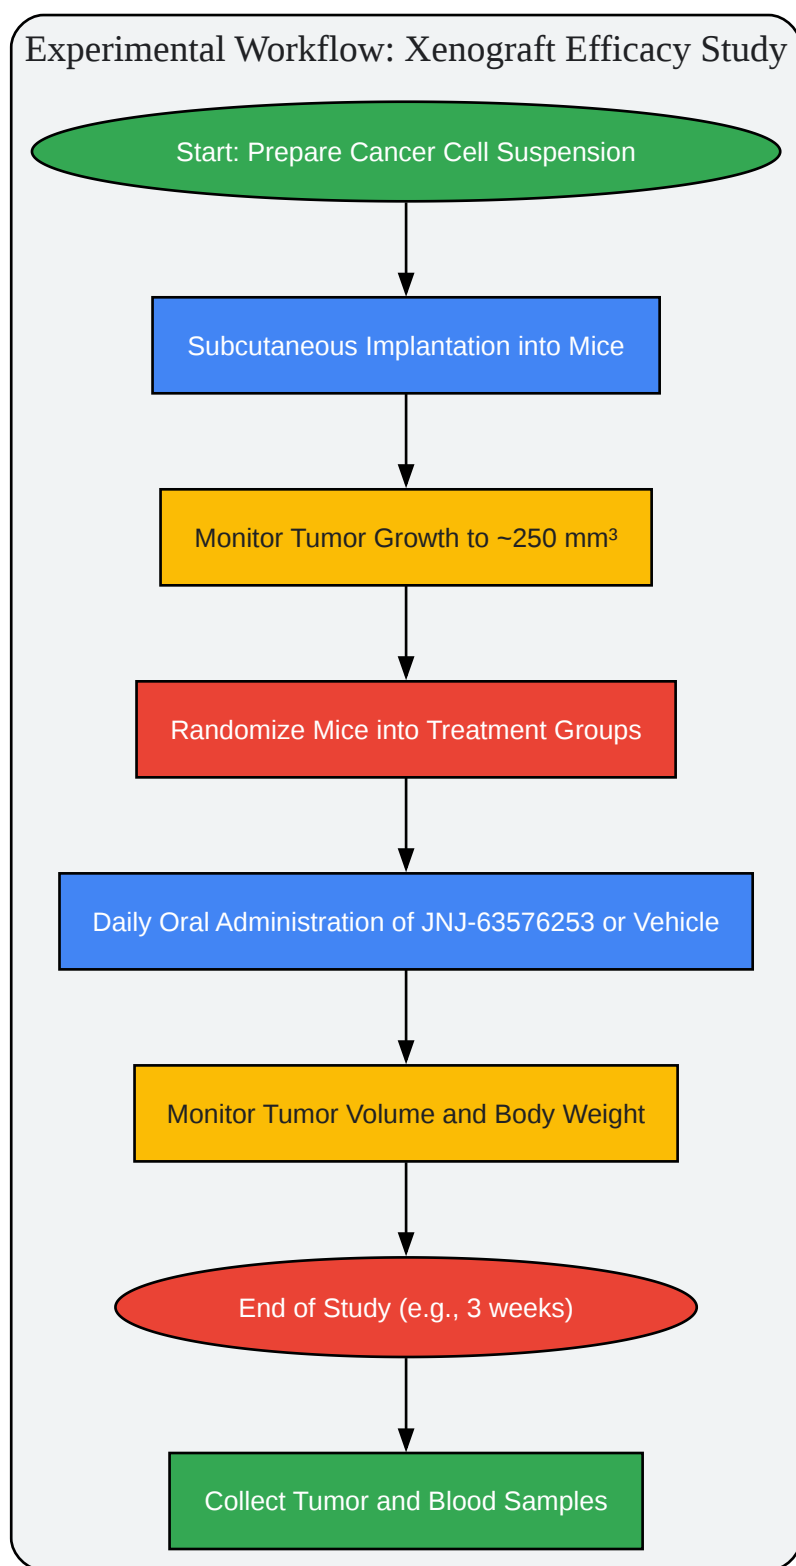 Experimental Workflow: Xenograft Efficacy Study
Start: Prepare Cancer Cell Suspension
Subcutaneous Implantation into Mice
Monitor Tumor Growth to ~250 mm³
Randomize Mice into Treatment Groups
Daily Oral Administration of JNJ-63576253 or Vehicle
Monitor Tumor Volume and Body Weight
End of Study (e.g., 3 weeks)
Collect Tumor and Blood Samples